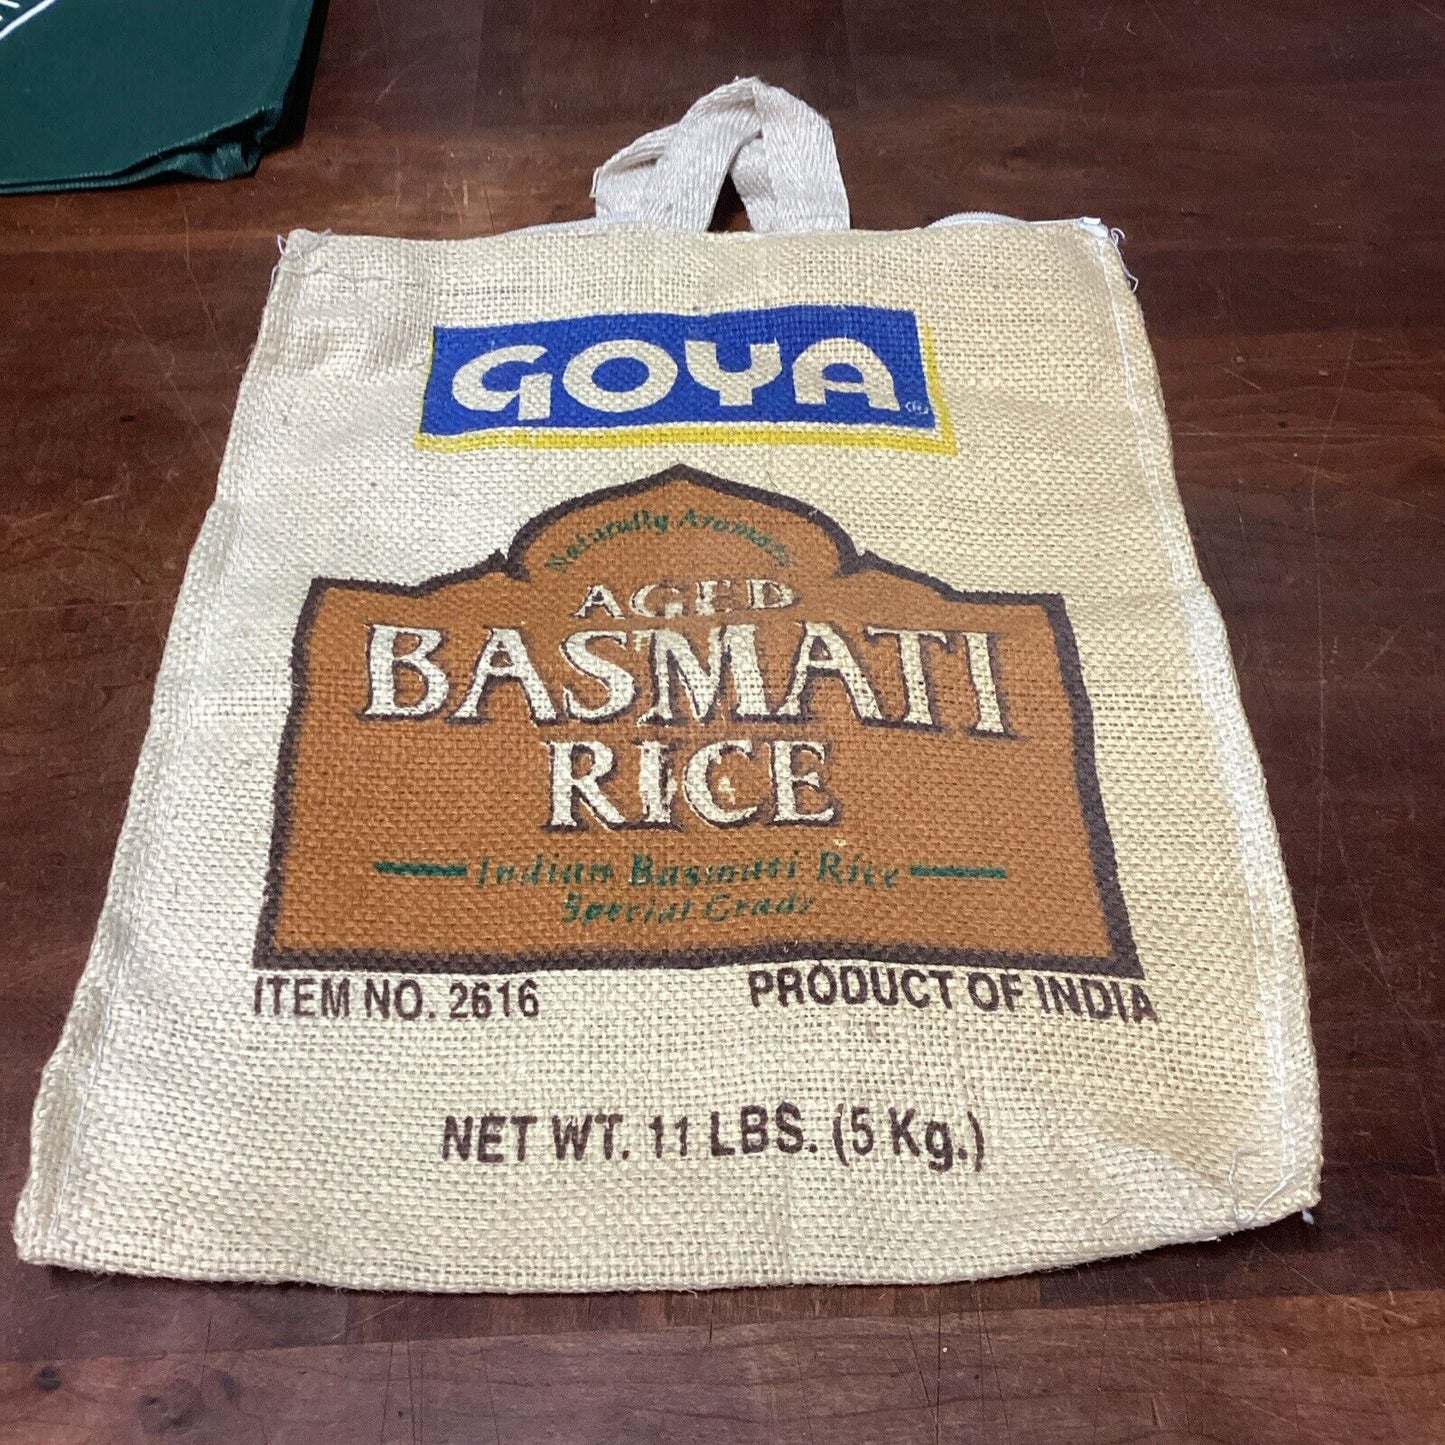 GOYA®
Naturally Aromatic
AGED
BASMATI
RICE
Indian Basmati Rice
Special Grade
ITEM NO. 2616
PRODUCT OF INDIA
NET WT. 11 LBS. (5 Kg.)